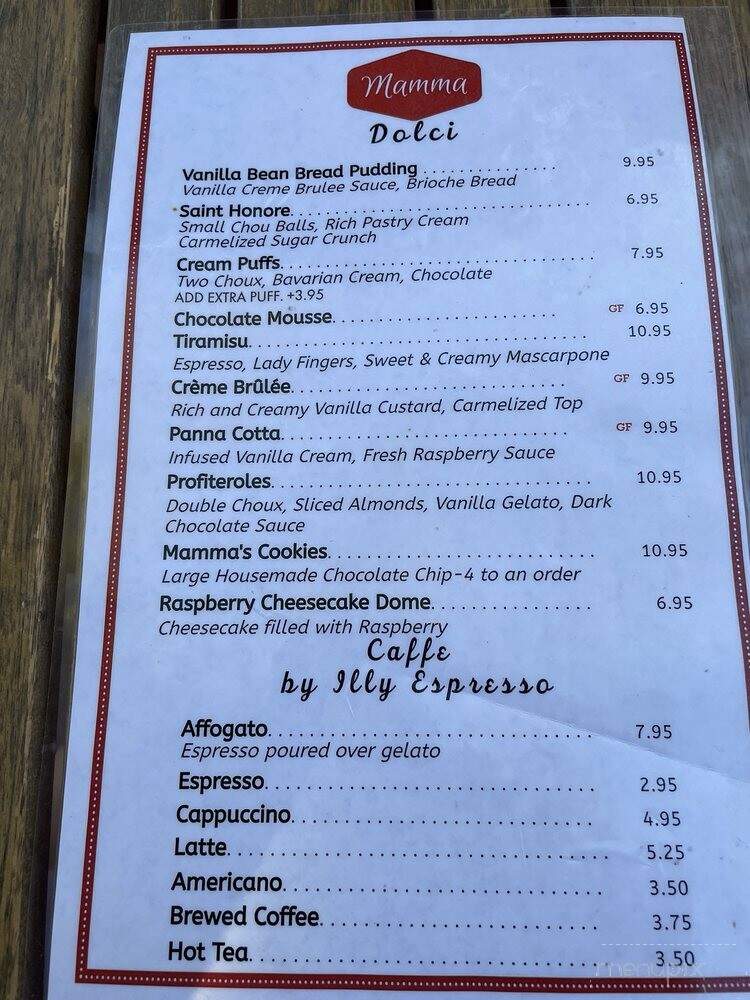 Mamma
Dolci
Vanilla Bean Bread Pudding . . . . . . . . . . . . . . 9.95
Vanilla Creme Brulee Sauce, Brioche Bread
Saint Honore. . . . . . . . . . . . . . . . . . . . . . . . . . . . . . 6.95
Small Chou Balls, Rich Pastry Cream
Carmelized Sugar Crunch
Cream Puffs. . . . . . . . . . . . . . . . . . . . . . . . . . . . . . . 7.95
Two Choux, Bavarian Cream, Chocolate
ADD EXTRA PUFF. +3.95
Chocolate Mousse. . . . . . . . . . . . . . . . . . . . . . GF 6.95
Tiramisu. . . . . . . . . . . . . . . . . . . . . . . . . . . . . . . . . 10.95
Espresso, Lady Fingers, Sweet & Creamy Mascarpone
Crème Brûlée. . . . . . . . . . . . . . . . . . . . . . . . . . . GF 9.95
Rich and Creamy Vanilla Custard, Carmelized Top
Panna Cotta. . . . . . . . . . . . . . . . . . . . . . . . . . . . GF 9.95
Infused Vanilla Cream, Fresh Raspberry Sauce
Profiteroles. . . . . . . . . . . . . . . . . . . . . . . . . . . . . . . 10.95
Double Choux, Sliced Almonds, Vanilla Gelato, Dark
Chocolate Sauce
Mamma's Cookies. . . . . . . . . . . . . . . . . . . . . . . . . . 10.95
Large Housemade Chocolate Chip-4 to an order
Raspberry Cheesecake Dome. . . . . . . . . . . . . . . . 6.95
Cheesecake filled with Raspberry
Caffe
by Illy Espresso
Affogato. . . . . . . . . . . . . . . . . . . . . . . . . . . . . . . . 7.95
Espresso poured over gelato
Espresso. . . . . . . . . . . . . . . . . . . . . . . . . . . . . . . . 2.95
Cappuccino. . . . . . . . . . . . . . . . . . . . . . . . . . . . . . 4.95
Latte. . . . . . . . . . . . . . . . . . . . . . . . . . . . . . . . . . . . . 5.25
Americano. . . . . . . . . . . . . . . . . . . . . . . . . . . . . . . 3.50
Brewed Coffee. . . . . . . . . . . . . . . . . . . . . . . . . . . 3.75
Hot Tea. . . . . . . . . . . . . . . . . . . . . . . . . . . . . . . . . . . 3.50
menupix